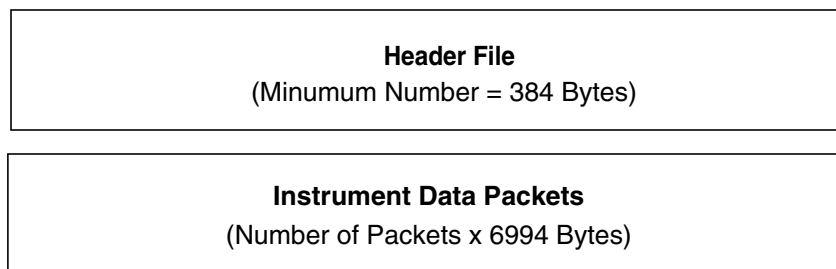 Header File
(Minumum Number = 384 Bytes)
Instrument Data Packets
(Number of Packets x 6994 Bytes)